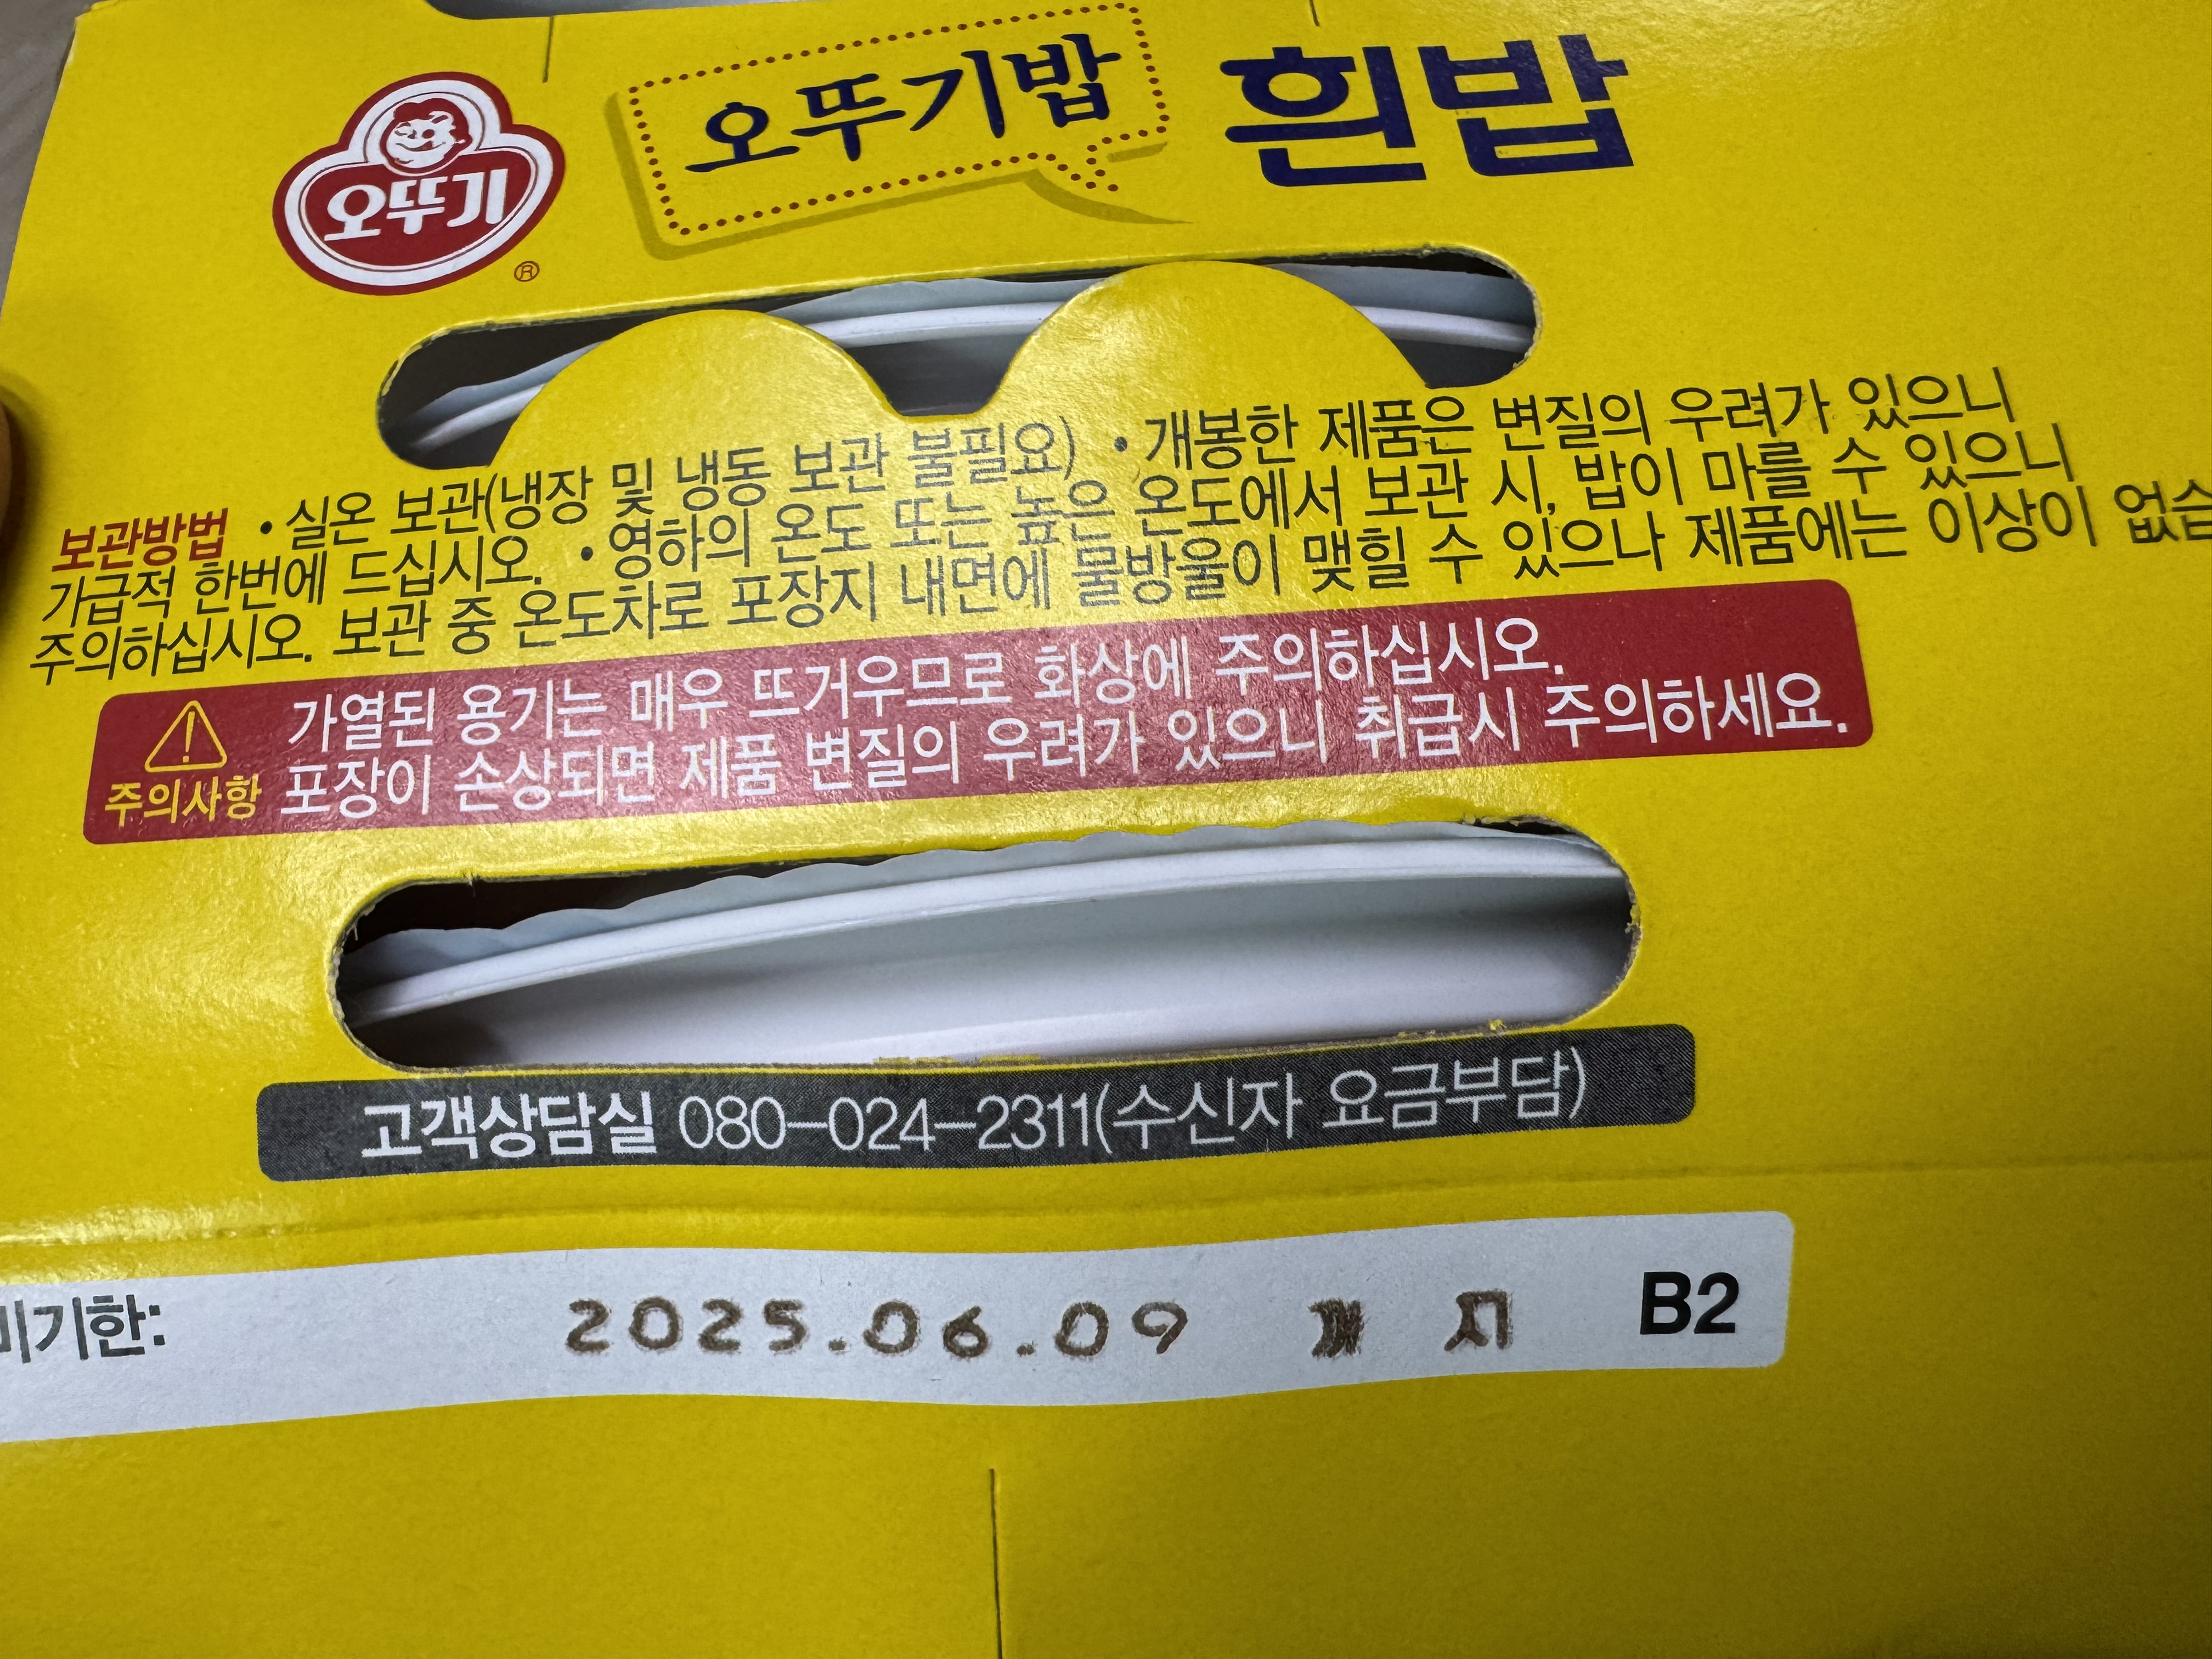 오뚜기
®
오뚜기밥
흰밥
보관방법 • 실온 보관(냉장 및 냉동 보관 불필요) • 개봉한 제품은 변질의 우려가 있으니
가급적 한번에 드십시오. • 영하의 온도 또는 높은 온도에서 보관 시, 밥이 마를 수 있으니
주의하십시오. 보관 중 온도차로 포장지 내면에 물방울이 맺힐 수 있으나 제품에는 이상이
주의사항
가열된 용기는 매우 뜨거우므로 화상에 주의하십시오.
포장이 손상되면 제품 변질의 우려가 있으니 취급시 주의하세요.
고객상담실 080-024-2311(수신자 요금부담)
비기한: 2025.06.09 B2